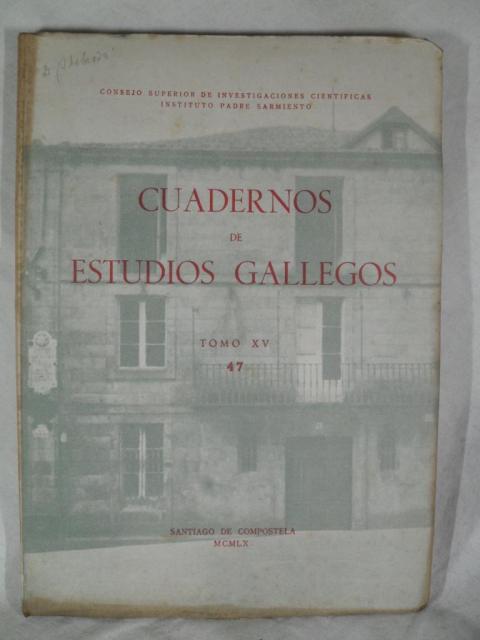 CONSEJO SUPERIOR DE INVESTIGACIONES CIENTIFICAS
INSTITUTO PADRE SARMIENTO
CUADERNOS
DE
ESTUDIOS GALLEGOS
TOMO XV
47
SANTIAGO DE COMPOSTELA
MCMLX